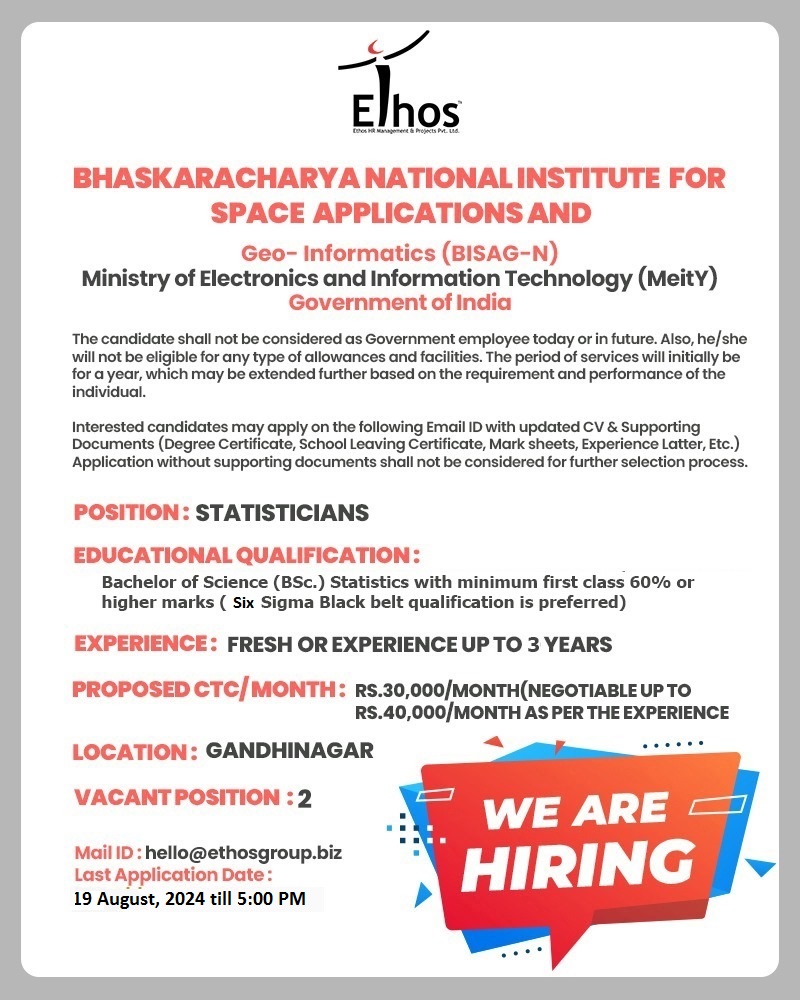 Ethos
Ethos HR Management & Projects Pvt. Ltd.
BHASKARACHARYA NATIONAL INSTITUTE FOR
SPACE APPLICATIONS AND
Geo- Informatics (BISAG-N)
Ministry of Electronics and Information Technology (MeitY)
Government of India
The candidate shall not be considered as Government employee today or in future. Also, he/she
will not be eligible for any type of allowances and facilities. The period of services will initially be
for a year, which may be extended further based on the requirement and performance of the
individual.
Interested candidates may apply on the following Email ID with updated CV & Supporting
Documents (Degree Certificate, School Leaving Certificate, Mark sheets, Experience Latter, Etc.)
Application without supporting documents shall not be considered for further selection process.
POSITION : STATISTICIANS
EDUCATIONAL QUALIFICATION :
Bachelor of Science (BSc.) Statistics with minimum first class 60% or
higher marks ( Six Sigma Black belt qualification is preferred)
EXPERIENCE : FRESH OR EXPERIENCE UP TO 3 YEARS
PROPOSED CTC/ MONTH : RS.30,000/MONTH(NEGOTIABLE UP TO
RS.40,000/MONTH AS PER THE EXPERIENCE
LOCATION : GANDHINAGAR
VACANT POSITION : 2
Mail ID : hello@ethosgroup.biz
Last Application Date :
19 August, 2024 till 5:00 PM
WE ARE
HIRING